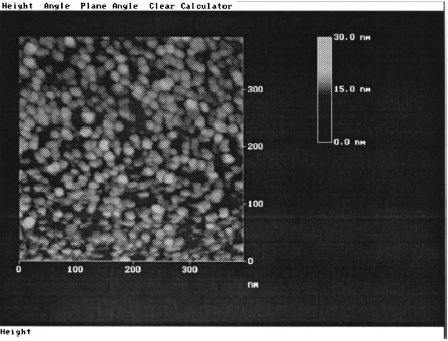 Height Angle Plane Angle Clear Calculator
30.0 nm
15.0 nm
0.0 nm
300
200
100
0
0 100 200 300
nm
Height